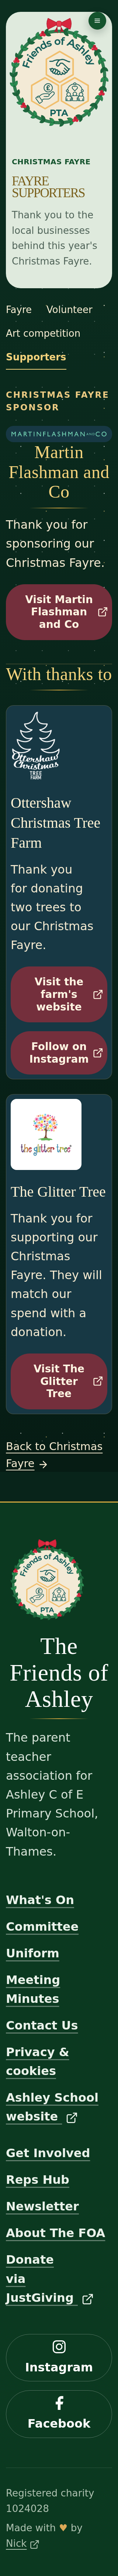 Friends of Ashley
PTA
CHRISTMAS FAYRE
FAYRE
SUPPORTERS
Thank you to the
local businesses
behind this year's
Christmas Fayre.
Fayre Volunteer
Art competition
Supporters
CHRISTMAS FAYRE
SPONSOR
MARTINFLASHMAN AND CO
Martin
Flashman and
Co
Thank you for
sponsoring our
Christmas Fayre.
Visit Martin
Flashman
and Co
With thanks to
Ottershaw
Christmas
TREE
FARM
Ottershaw
Christmas Tree
Farm
Thank you
for donating
two trees to
our Christmas
Fayre.
Visit the
farm's
website
Follow on
Instagram
the glitter tree
The Glitter Tree
Thank you for
supporting our
Christmas
Fayre. They will
match our
spend with a
donation.
Visit The
Glitter
Tree
Back to Christmas
Fayre →
Friends of Ashley
PTA
The
Friends of
Ashley
The parent
teacher
association for
Ashley C of E
Primary School,
Walton-on-
Thames.
What's On
Committee
Uniform
Meeting
Minutes
Contact Us
Privacy &
cookies
Ashley School
website
Get Involved
Reps Hub
Newsletter
About The FOA
Donate
via
JustGiving
Instagram
Facebook
Registered charity
1024028
Made with ♥ by
Nick